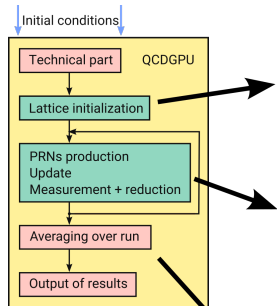 Initial conditions
Technical part
QCDGPU
Lattice initialization
PRNs production
Update
Measurement + reduction
Averaging over run
Output of results